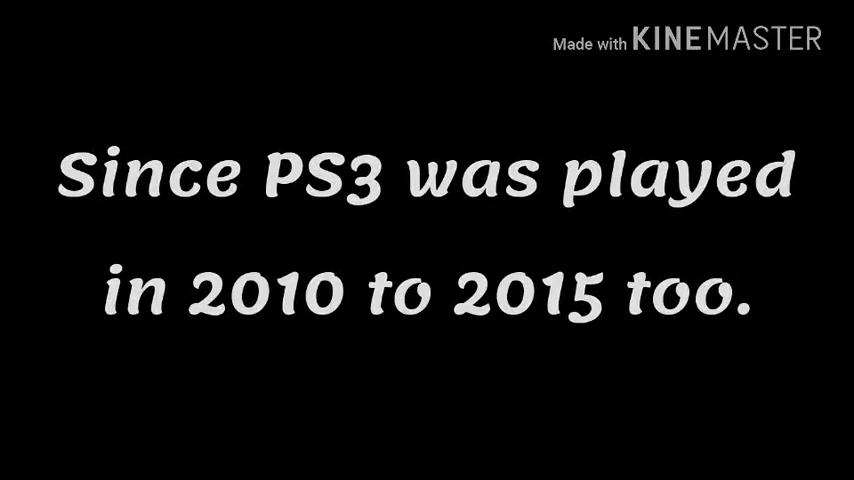 Made with KINEMASTER
Since PS3 was played
in 2010 to 2015 too.